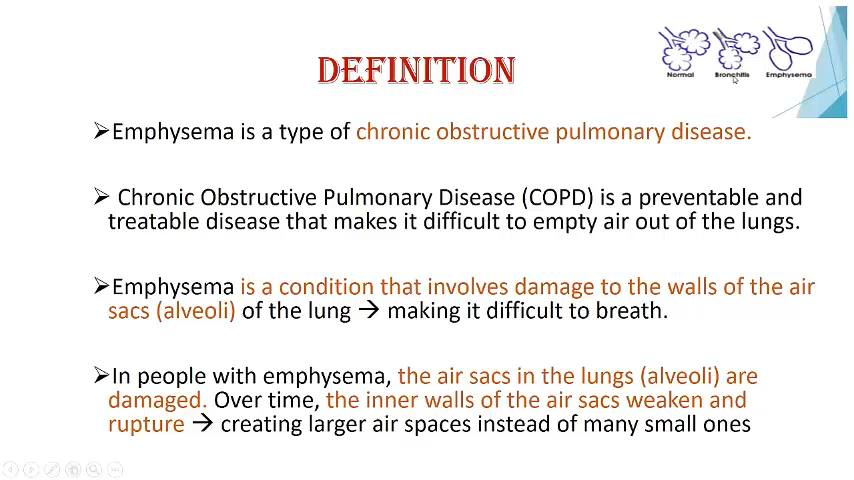 Normal Bronchitis Emphysema
DEFINITION
➢Emphysema is a type of chronic obstructive pulmonary disease.
➢ Chronic Obstructive Pulmonary Disease (COPD) is a preventable and
treatable disease that makes it difficult to empty air out of the lungs.
➢Emphysema is a condition that involves damage to the walls of the air
sacs (alveoli) of the lung → making it difficult to breath.
➢In people with emphysema, the air sacs in the lungs (alveoli) are
damaged. Over time, the inner walls of the air sacs weaken and
rupture → creating larger air spaces instead of many small ones